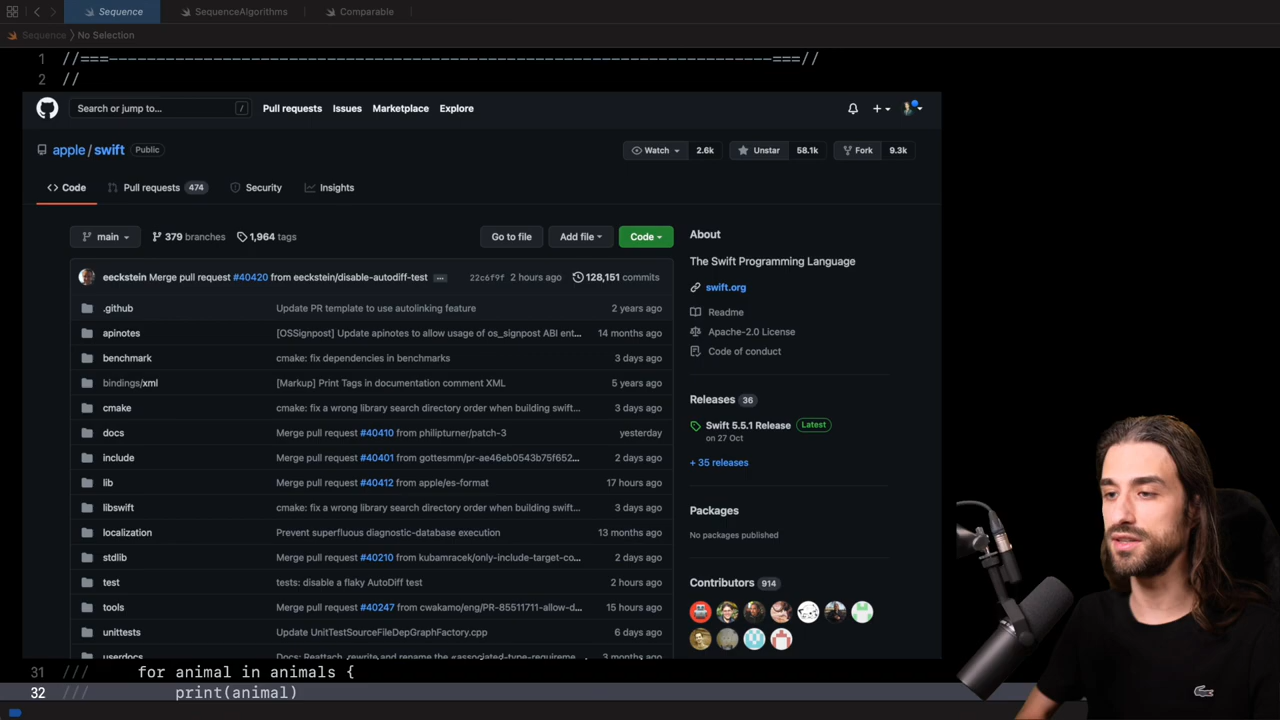 Sequence
SequenceAlgorithms
Comparable
Sequence
No Selection
1 //===----------------------------------------------------------------------===//
2 //
Search or jump to... /
Pull requests Issues Marketplace Explore
apple / swift Public
Watch 2.6k Unstar 58.1k Fork 9.3k
<> Code Pull requests 474 Security Insights
main 379 branches 1,964 tags Go to file Add file Code
eeckstein Merge pull request #40420 from eeckstein/disable-autodiff-test ... 22c6f9f 2 hours ago 128,151 commits
.github Update PR template to use autolinking feature 2 years ago
apinotes [OSSignpost] Update apinotes to allow usage of os_signpost ABI ent... 14 months ago
benchmark cmake: fix dependencies in benchmarks 3 days ago
bindings/xml [Markup] Print Tags in documentation comment XML 5 years ago
cmake cmake: fix a wrong library search directory order when building swift... 3 days ago
docs Merge pull request #40410 from philipturner/patch-3 yesterday
include Merge pull request #40401 from gottesmm/pr-ae46eb0543b75f652... 2 days ago
lib Merge pull request #40412 from apple/es-format 17 hours ago
libswift cmake: fix a wrong library search directory order when building swift... 3 days ago
localization Prevent superfluous diagnostic-database execution 13 months ago
stdlib Merge pull request #40210 from kubamracek/only-include-target-co... 2 days ago
test tests: disable a flaky AutoDiff test 2 hours ago
tools Merge pull request #40247 from cwakamo/eng/PR-85511711-allow-d... 15 hours ago
unittests Update UnitTestSourceFileDepGraphFactory.cpp 6 days ago
userdocs Docs: Reattach, rewrite and rename the «associated-type-requireme... 3 months ago
About
The Swift Programming Language
swift.org
Readme
Apache-2.0 License
Code of conduct
Releases 36
Swift 5.5.1 Release Latest
on 27 Oct
+ 35 releases
Packages
No packages published
Contributors 914
31 /// for animal in animals {
32 /// print(animal)